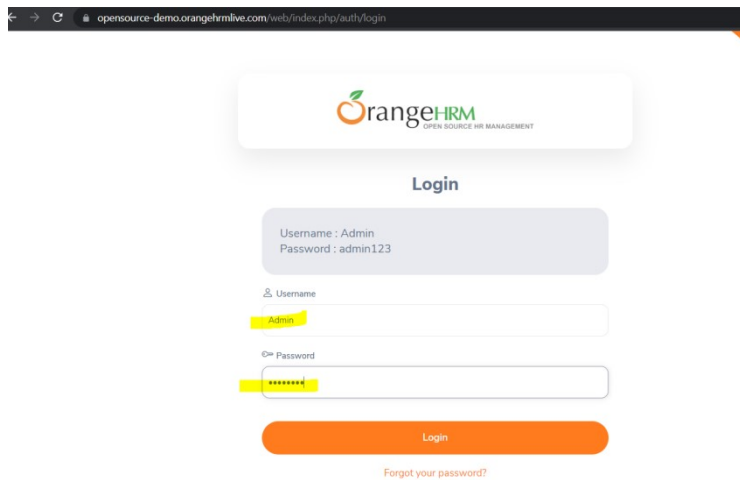 opensource-demo.orangehrmlive.com/web/index.php/auth/login
OrangeHRM
OPEN SOURCE HR MANAGEMENT
Login
Username : Admin
Password : admin123
Username
Admin
Password
••••••••
Login
Forgot your password?